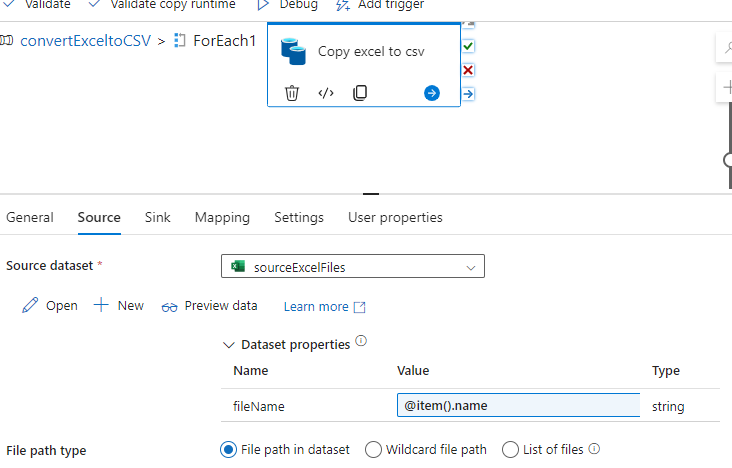 Validate Validate copy runtime Debug Add trigger
convertExceltoCSV > ForEach1
Copy excel to csv
General Source Sink Mapping Settings User properties
Source dataset * sourceExcelFiles
Open New Preview data Learn more
Dataset properties
Name Value Type
fileName @item().name string
File path type File path in dataset Wildcard file path List of files